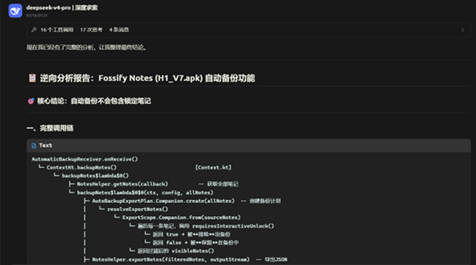 deepseek-v4-pro | 深度求索
16 个工具调用 17 次思考 4 条消息
现在我已经有了完整的分析，让我整理最终结论。
逆向分析报告：Fossify Notes (H1_V7.apk) 自动备份功能
核心结论：自动备份不会包含锁定笔记
一、完整调用链
Text
AutomaticBackupReceiver.onReceive()
└─ ContextKt.backupNotes() [Context.kt]
└─ backupNotes$lambda$0()
├─ NotesHelper.getNotes(callback) —— 获取全部笔记
└─ backupNotes$lambda$0$0(ctx, config, allNotes)
├─ AutoBackupExportPlan.Companion.create(allNotes) —— 创建备份计划
│ └─ resolveExportNotes()
│ └─ ExportScope.Companion.from(sourceNotes)
│ └─ 遍历每一条笔记，调用 requiresInteractiveUnlock()
│ ├─ 返回 true → 被**排除**出备份
│ └─ 返回 false → 被**保留**在备份中
│ └─ 返回过滤后的 visibleNotes()
├─ NotesHelper.exportNotes(filteredNotes, outputStream) —— 导出JSON